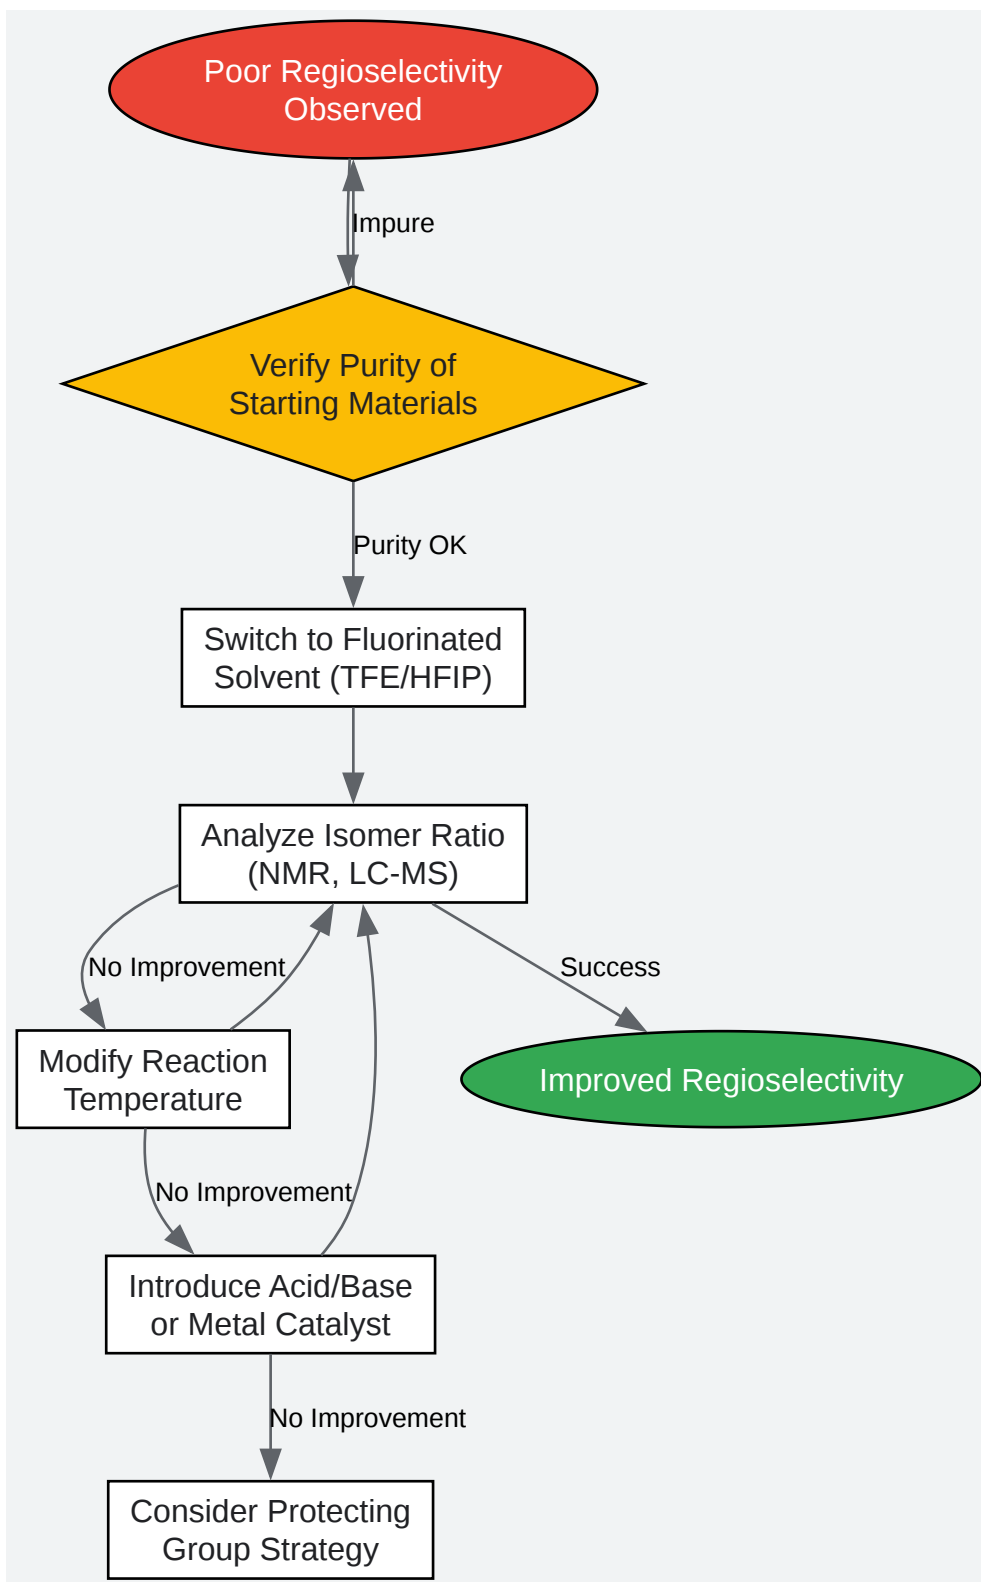 Poor Regioselectivity
Observed
Impure
Verify Purity of
Starting Materials
Purity OK
Switch to Fluorinated
Solvent (TFE/HFIP)
Analyze Isomer Ratio
(NMR, LC-MS)
No Improvement
Success
Modify Reaction
Temperature
Improved Regioselectivity
No Improvement
Introduce Acid/Base
or Metal Catalyst
No Improvement
Consider Protecting
Group Strategy